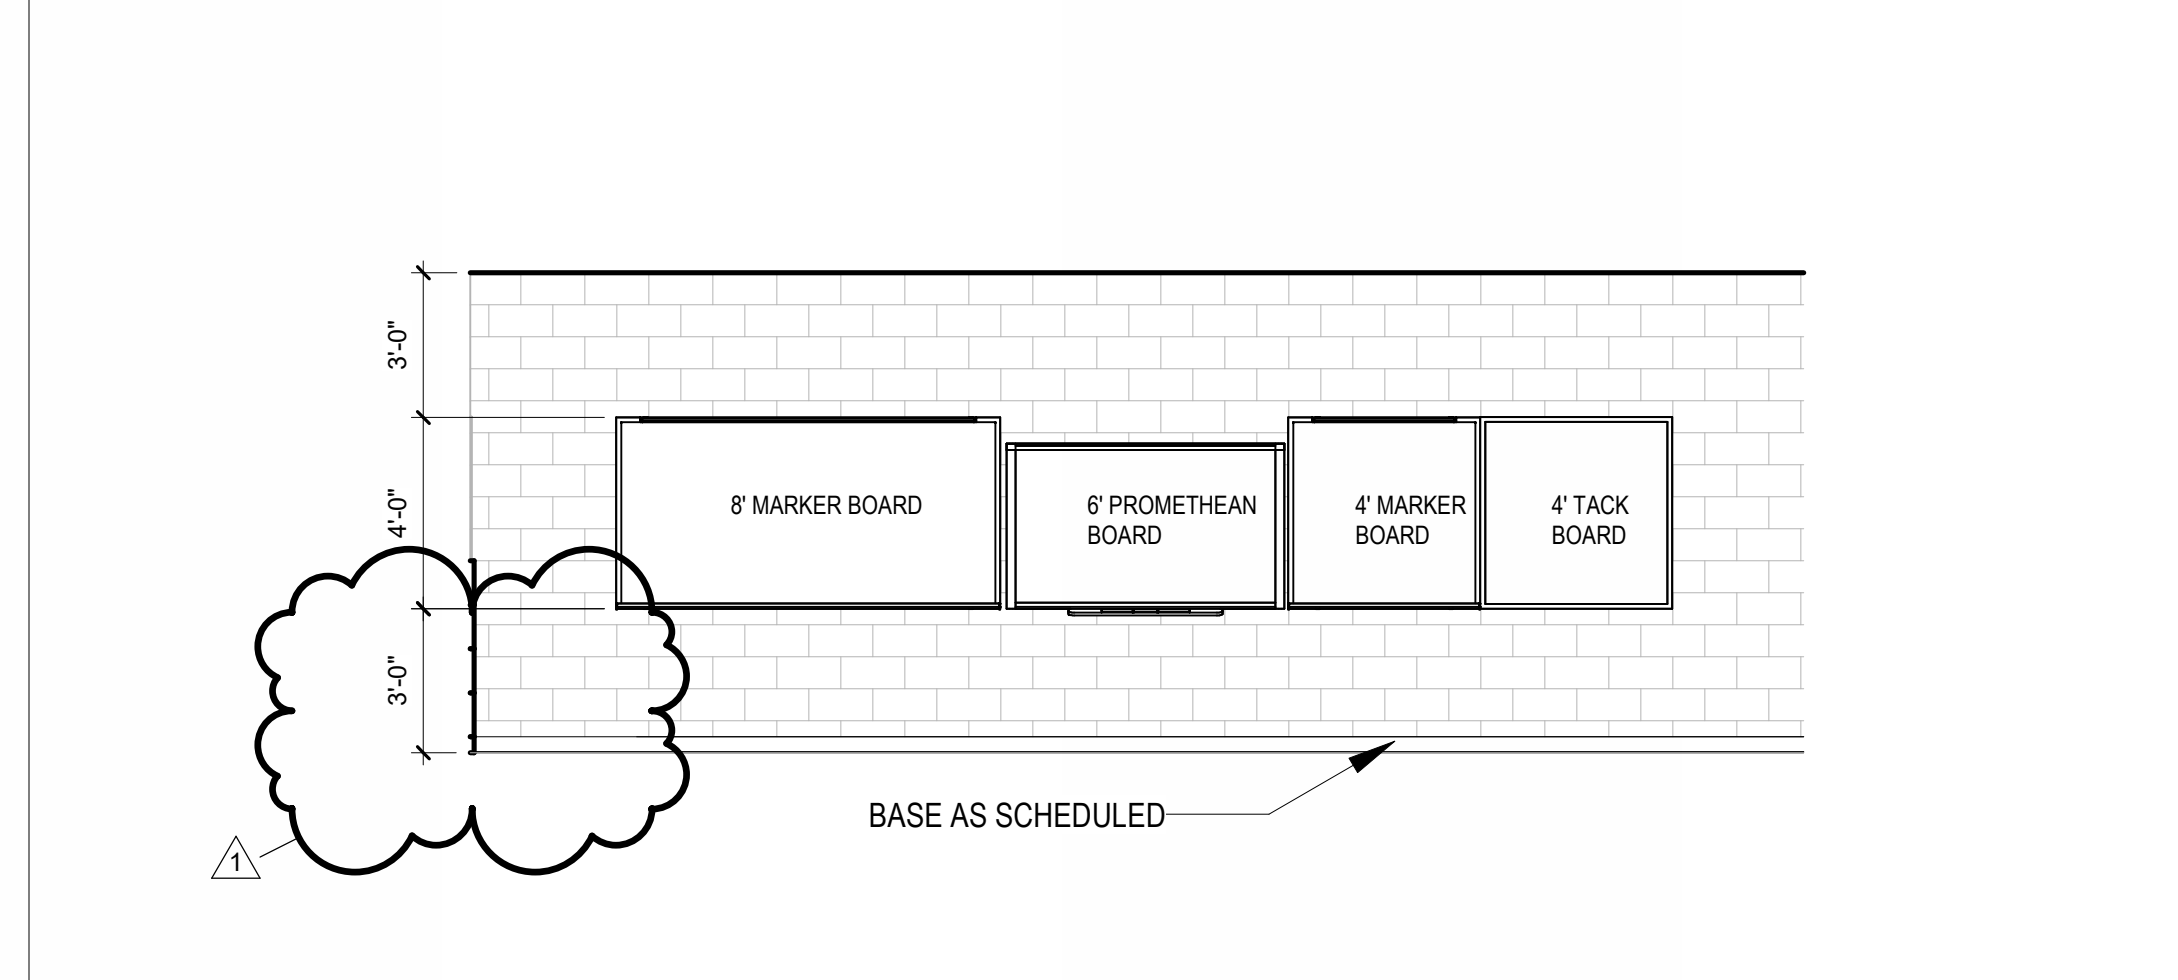 3'-0"
4'-0"
3'-0"
8' MARKER BOARD
6' PROMETHEAN
BOARD
4' MARKER
BOARD
4' TACK
BOARD
BASE AS SCHEDULED
1